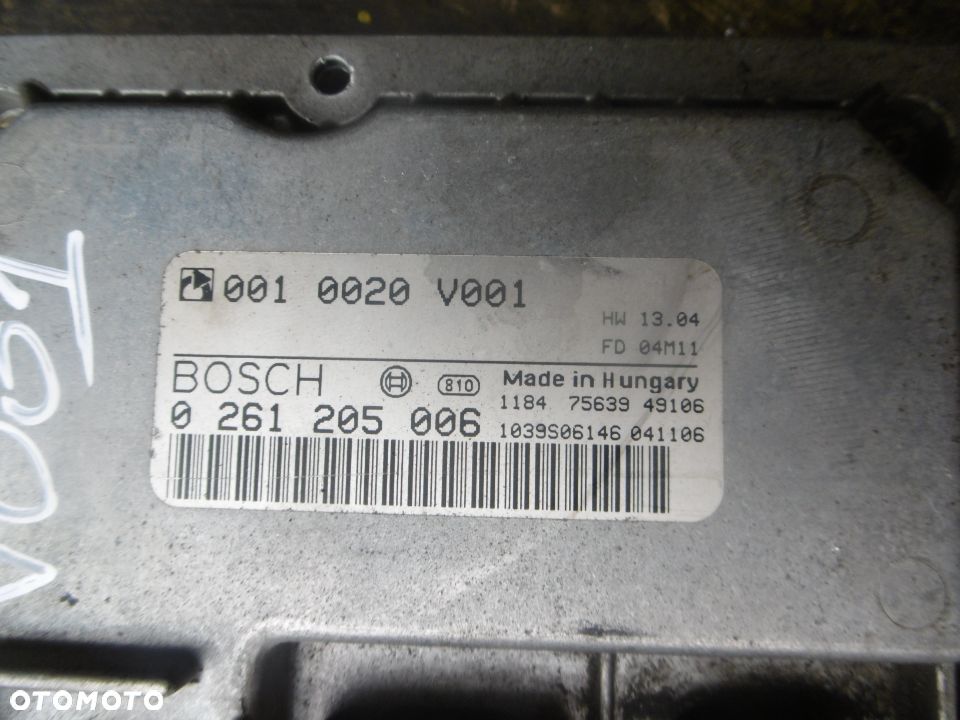 001 0020 V001
HW 13.04
FD 04M11
BOSCH 810 Made in Hungary
0 261 205 006
1184 75639 49106
1039S06146 041106
V001
OTOMOTO